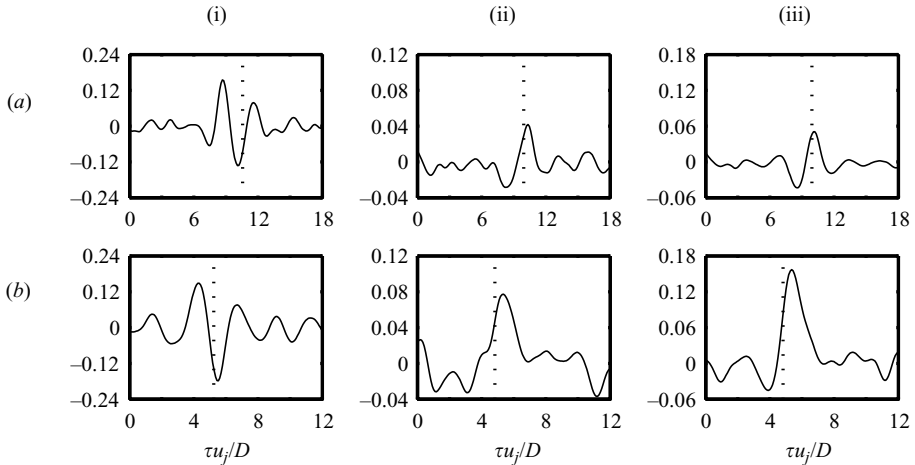 (i) (ii) (iii)
(a)
0.24 0.12 0 –0.12 –0.24
0 6 12 18
0.12 0.08 0.04 0 –0.04
0 6 12 18
0.18 0.12 0.06 0 –0.06
0 6 12 18
(b)
0.24 0.12 0 –0.12 –0.24
0 4 8 12
τu_j/D
0.12 0.08 0.04 0 –0.04
0 4 8 12
τu_j/D
0.18 0.12 0.06 0 –0.06
0 4 8 12
τu_j/D